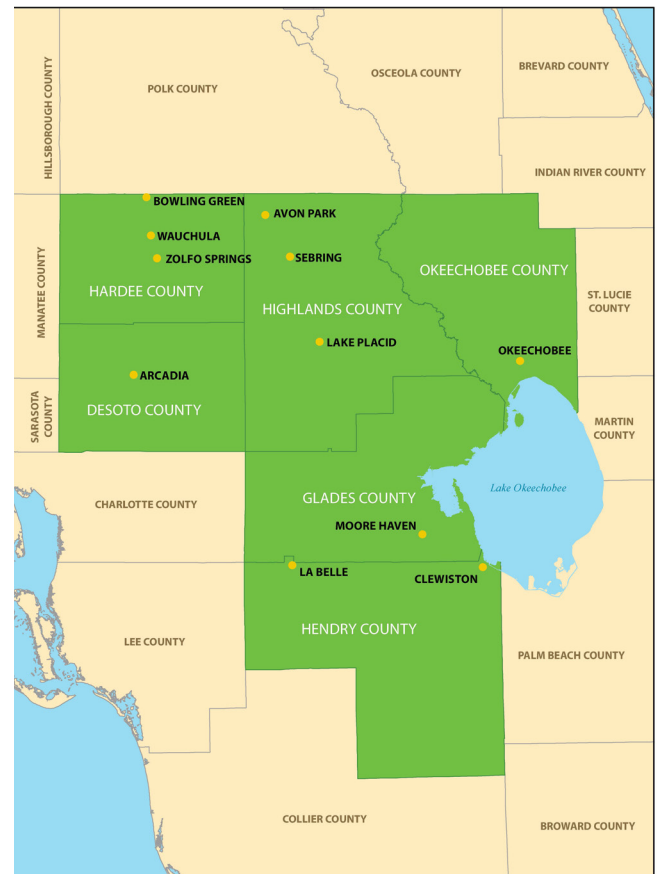 HILLSBOROUGH COUNTY
POLK COUNTY
OSCEOLA COUNTY
BREVARD COUNTY
INDIAN RIVER COUNTY
BOWLING GREEN
AVON PARK
WAUCHULA
ZOLFO SPRINGS
SEBRING
MANATEE COUNTY
HARDEE COUNTY
HIGHLANDS COUNTY
OKEECHOBEE COUNTY
ST. LUCIE
COUNTY
LAKE PLACID
OKEECHOBEE
ARCADIA
DESOTO COUNTY
SARASOTA
COUNTY
MARTIN
COUNTY
CHARLOTTE COUNTY
GLADES COUNTY
Lake Okeechobee
MOORE HAVEN
LA BELLE
CLEWISTON
HENDRY COUNTY
LEE COUNTY
PALM BEACH COUNTY
COLLIER COUNTY
BROWARD COUNTY